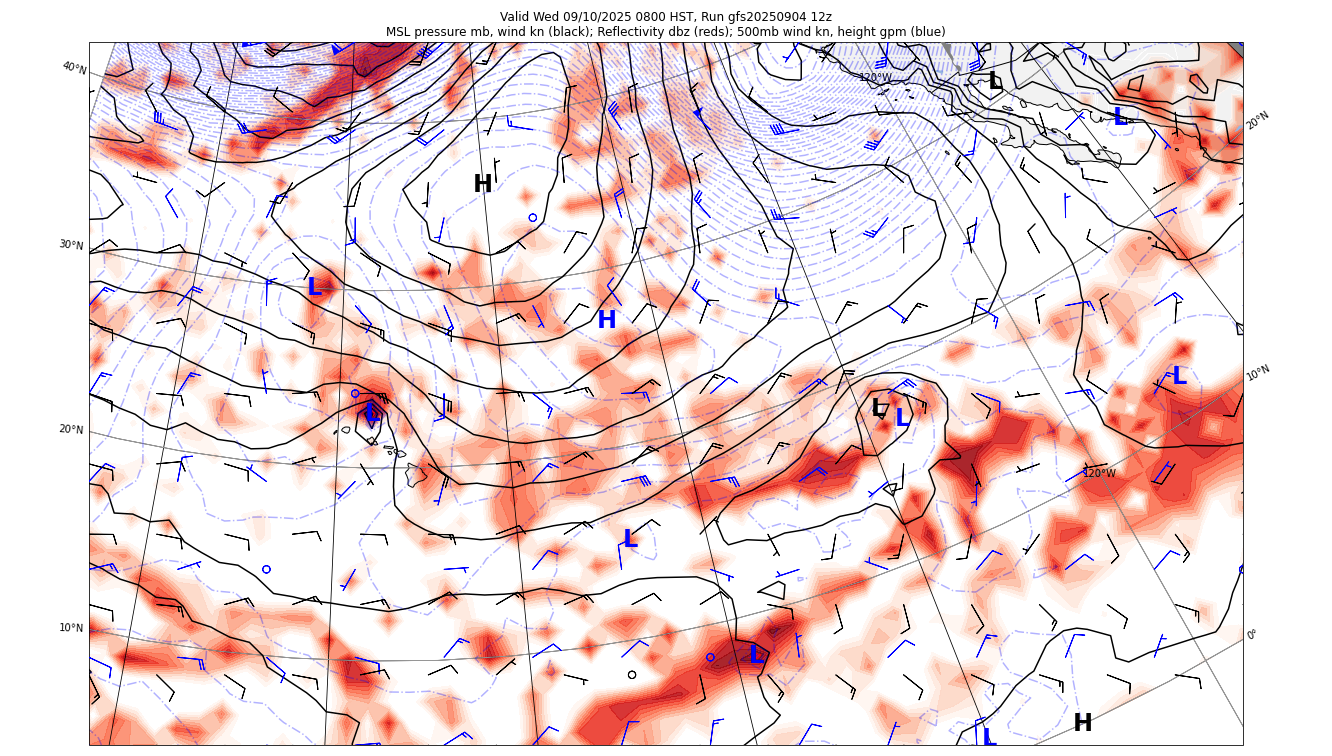 Valid Wed 09/10/2025 0800 HST, Run gfs20250904 12z
MSL pressure mb, wind kn (black); Reflectivity dbz (reds); 500mb wind kn, height gpm (blue)
40°N
120°W
L
L
20°N
H
30°N
L
H
L
10°N
L
L
L
20°N
120°W
L
10°N
0°
L
H
L